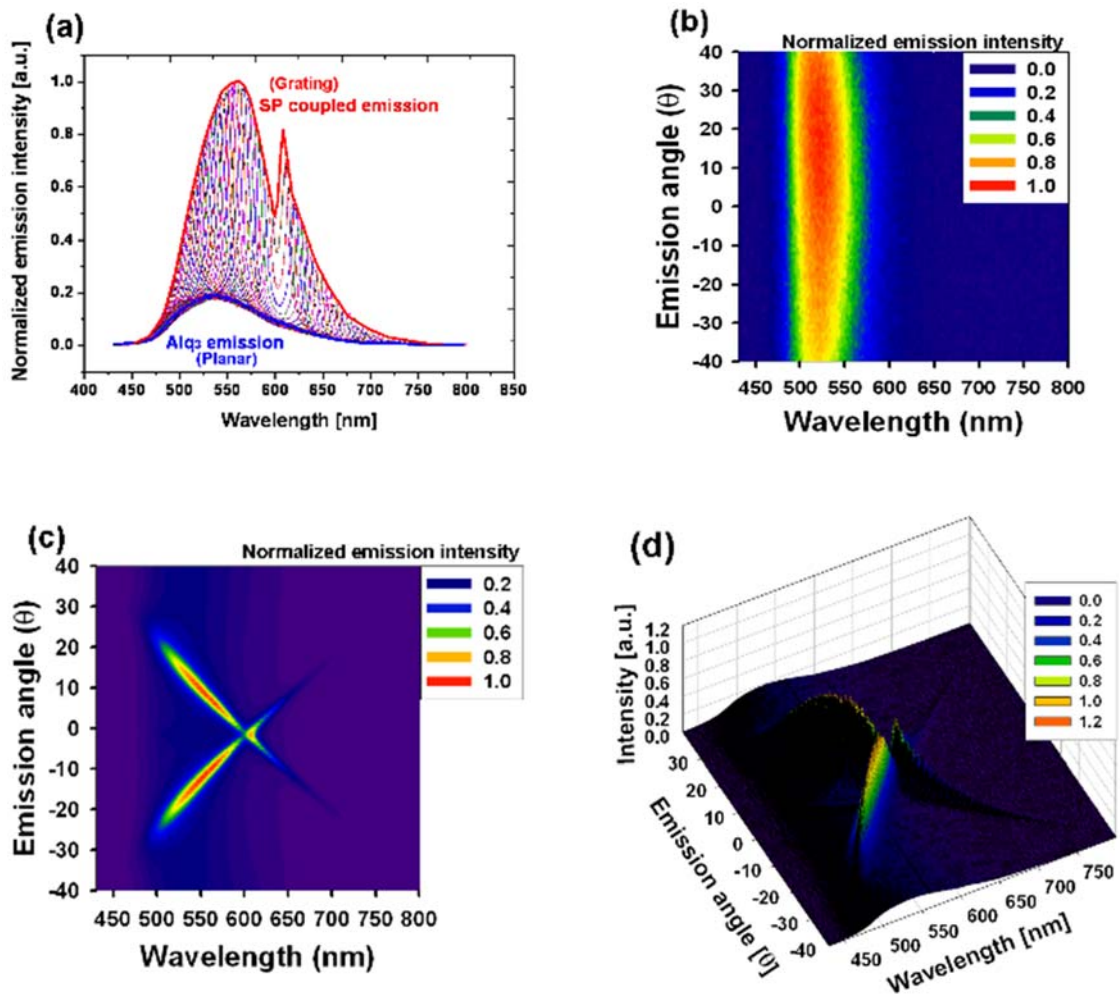 (a)
Normalized emission intensity [a.u.]
1.0
0.8
0.6
0.4
0.2
0.0
(Grating)
SP coupled emission
Alq₃ emission
(Planar)
400 450 500 550 600 650 700 750 800 850
Wavelength [nm]
(b)
Normalized emission intensity
0.0
0.2
0.4
0.6
0.8
1.0
Emission angle (θ)
40
30
20
10
0
-10
-20
-30
-40
450 500 550 600 650 700 750 800
Wavelength (nm)
(c)
Normalized emission intensity
0.2
0.4
0.6
0.8
1.0
Emission angle (θ)
40
30
20
10
0
-10
-20
-30
-40
450 500 550 600 650 700 750 800
Wavelength (nm)
(d)
0.0
0.2
0.4
0.6
0.8
1.0
1.2
Intensity [a.u.]
1.2
1.0
0.8
0.6
0.4
0.2
0.0
Emission angle [θ]
30
20
10
0
-10
-20
-30
-40
450 500 550 600 650 700 750
Wavelength [nm]